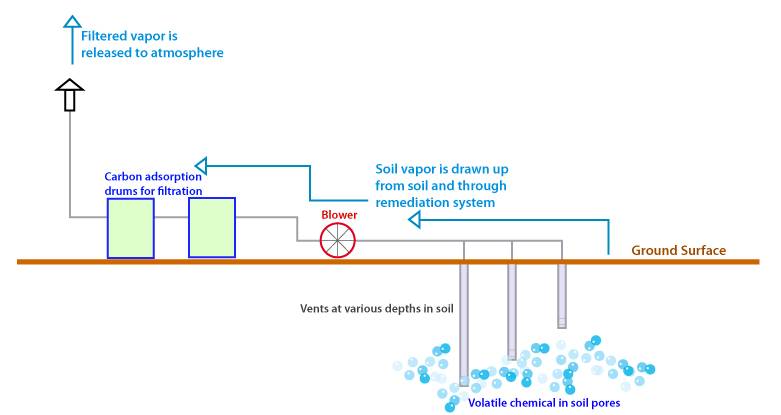 Filtered vapor is
released to atmosphere
Carbon adsorption
drums for filtration
Soil vapor is drawn up
from soil and through
remediation system
Blower
Ground Surface
Vents at various depths in soil
Volatile chemical in soil pores